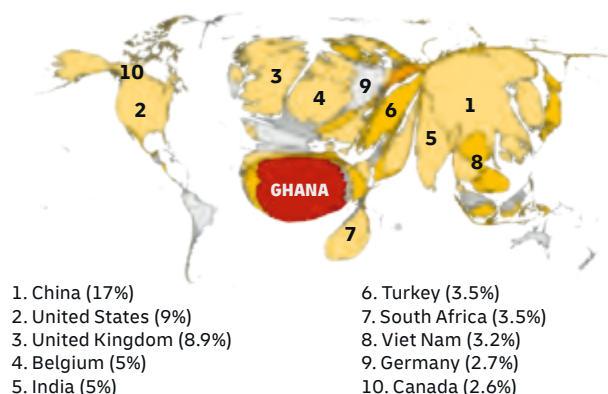 10
2
3
4
9
6
1
5
8
GHANA
7
1. China (17%)
2. United States (9%)
3. United Kingdom (8.9%)
4. Belgium (5%)
5. India (5%)
6. Turkey (3.5%)
7. South Africa (3.5%)
8. Viet Nam (3.2%)
9. Germany (2.7%)
10. Canada (2.6%)